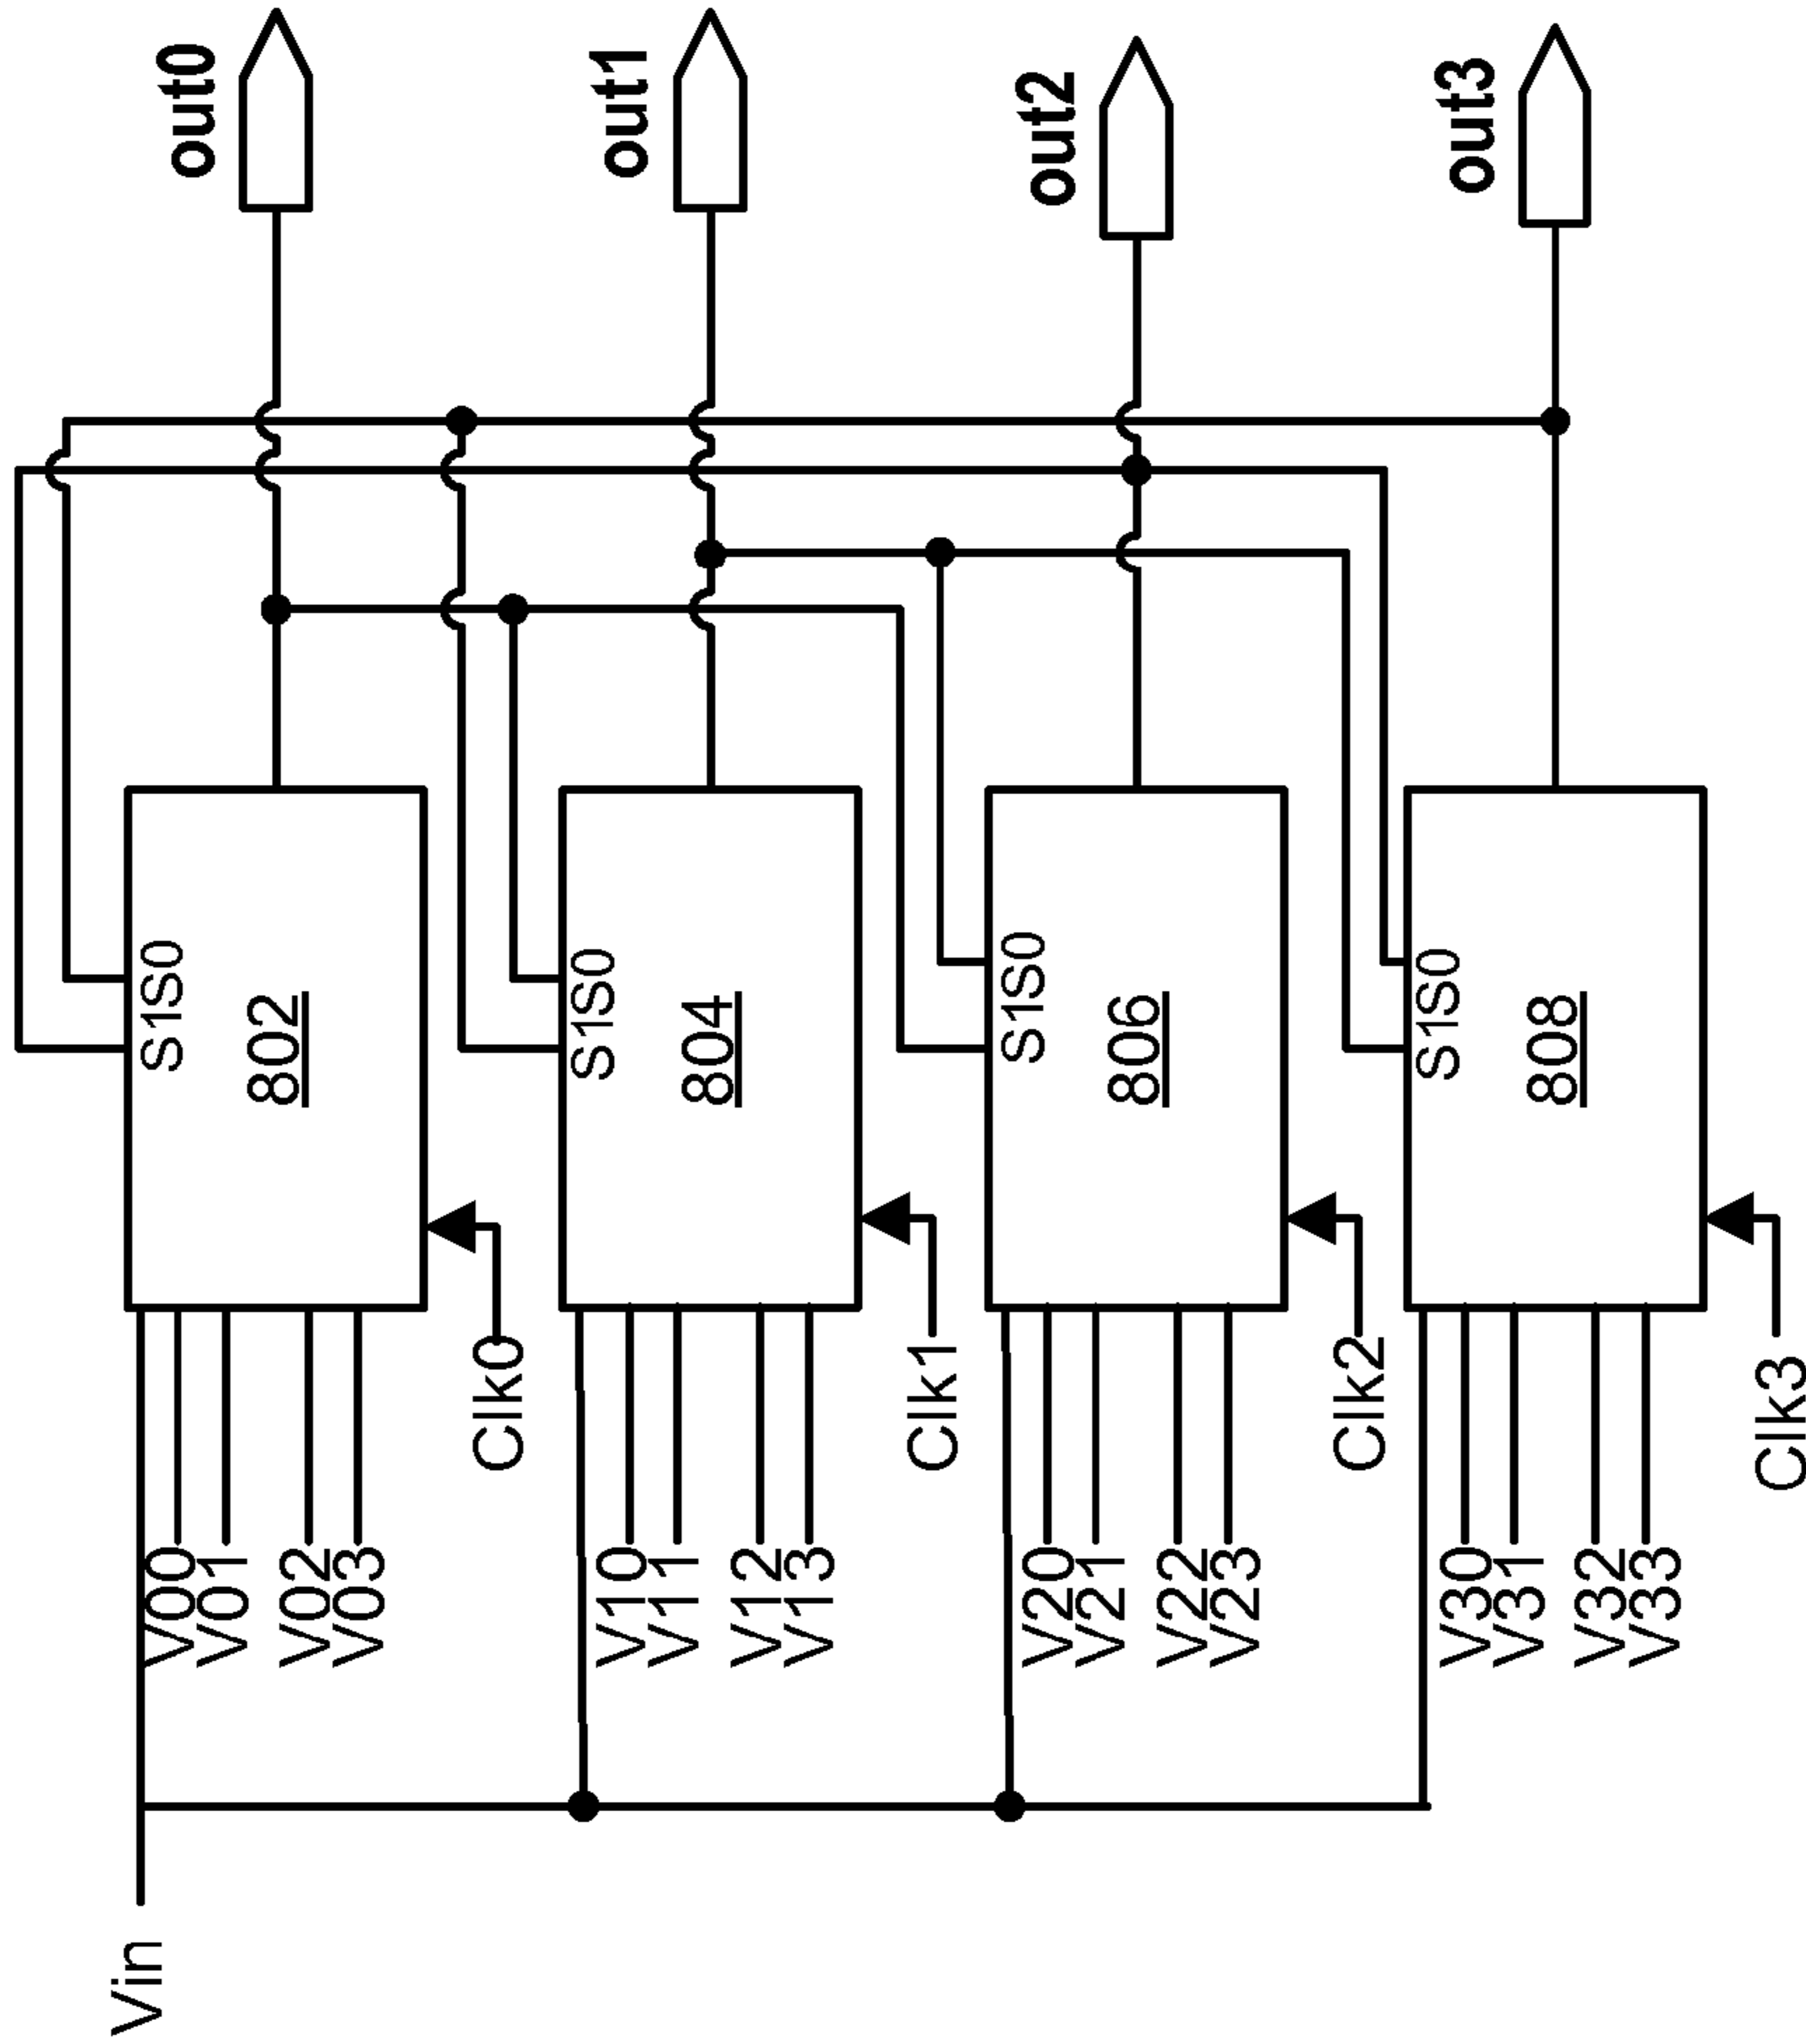 Vin
V00
V01
V02
V03
Clk0
S1S0
802
out0
V10
V11
V12
V13
Clk1
S1S0
804
out1
V20
V21
V22
V23
Clk2
S1S0
806
out2
V30
V31
V32
V33
Clk3
S1S0
808
out3